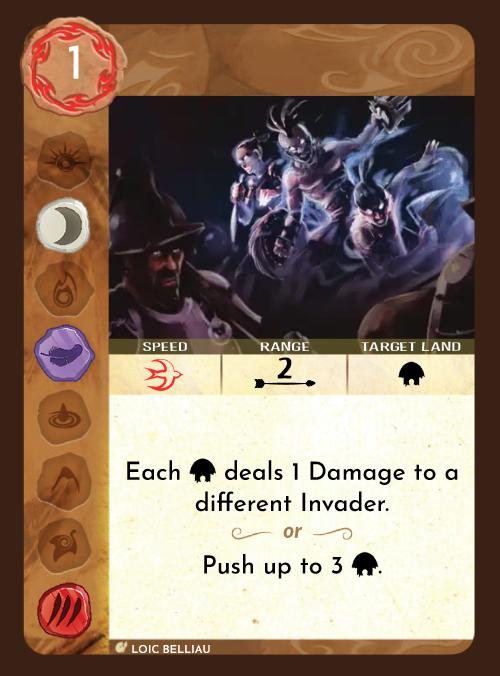 1
SPEED RANGE TARGET LAND
2
Each deals 1 Damage to a
different Invader.
or
Push up to 3 .
LOIC BELLIAU